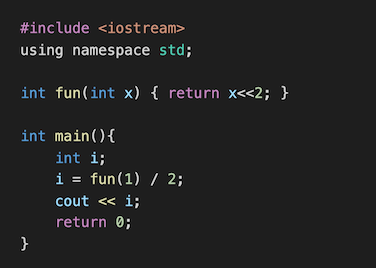 #include <iostream>
using namespace std;

int fun(int x) { return x<<2; }

int main(){
    int i;
    i = fun(1) / 2;
    cout << i;
    return 0;
}